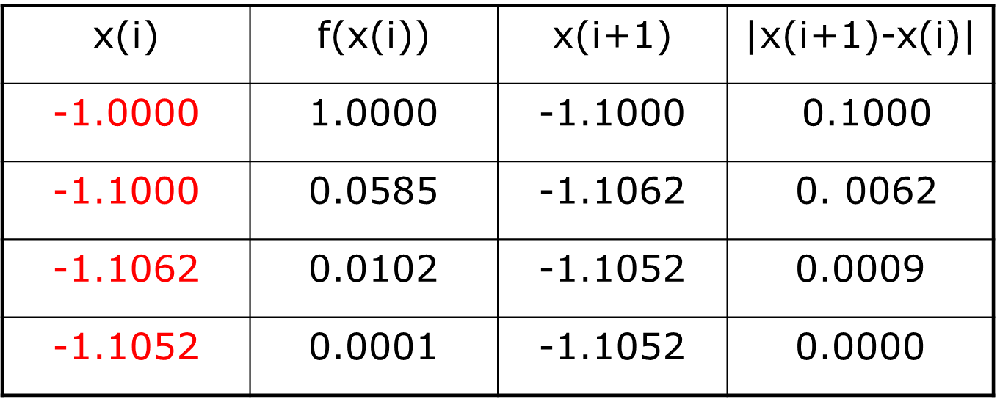 x(i) f(x(i)) x(i+1) |x(i+1)-x(i)|
-1.0000 1.0000 -1.1000 0.1000
-1.1000 0.0585 -1.1062 0. 0062
-1.1062 0.0102 -1.1052 0.0009
-1.1052 0.0001 -1.1052 0.0000